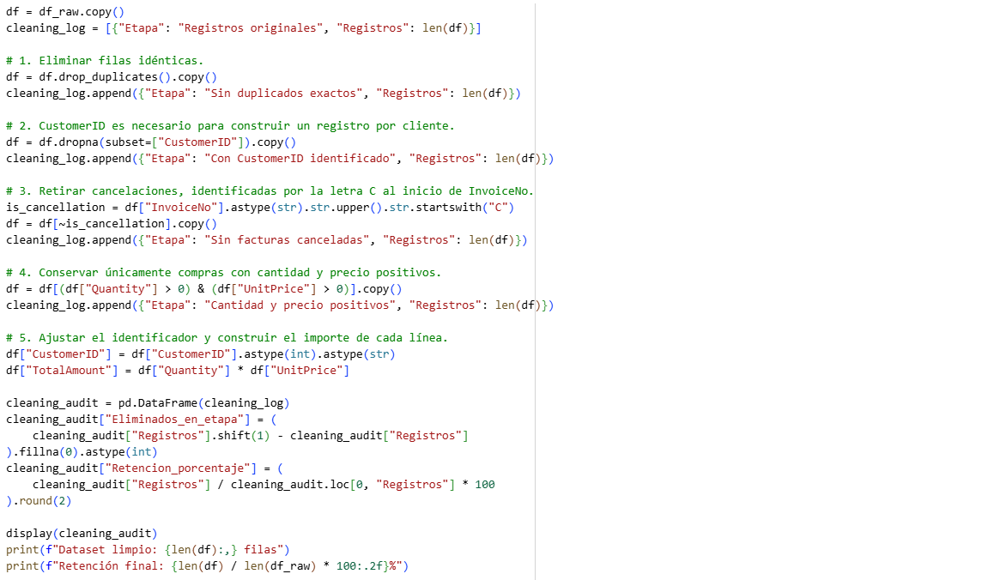 df = df_raw.copy()
cleaning_log = [{"Etapa": "Registros originales", "Registros": len(df)}]
# 1. Eliminar filas idénticas.
df = df.drop_duplicates().copy()
cleaning_log.append({"Etapa": "Sin duplicados exactos", "Registros": len(df)})
# 2. CustomerID es necesario para construir un registro por cliente.
df = df.dropna(subset=["CustomerID"]).copy()
cleaning_log.append({"Etapa": "Con CustomerID identificado", "Registros": len(df)})
# 3. Retirar cancelaciones, identificadas por la letra C al inicio de InvoiceNo.
is_cancellation = df["InvoiceNo"].astype(str).str.upper().str.startswith("C")
df = df[~is_cancellation].copy()
cleaning_log.append({"Etapa": "Sin facturas canceladas", "Registros": len(df)})
# 4. Conservar únicamente compras con cantidad y precio positivos.
df = df[(df["Quantity"] > 0) & (df["UnitPrice"] > 0)].copy()
cleaning_log.append({"Etapa": "Cantidad y precio positivos", "Registros": len(df)})
# 5. Ajustar el identificador y construir el importe de cada línea.
df["CustomerID"] = df["CustomerID"].astype(int).astype(str)
df["TotalAmount"] = df["Quantity"] * df["UnitPrice"]
cleaning_audit = pd.DataFrame(cleaning_log)
cleaning_audit["Eliminados_en_etapa"] = (
    cleaning_audit["Registros"].shift(1) - cleaning_audit["Registros"]
).fillna(0).astype(int)
cleaning_audit["Retencion_porcentaje"] = (
    cleaning_audit["Registros"] / cleaning_audit.loc[0, "Registros"] * 100
).round(2)
display(cleaning_audit)
print(f"Dataset limpio: {len(df):,} filas")
print(f"Retención final: {len(df) / len(df_raw) * 100:.2f}%")